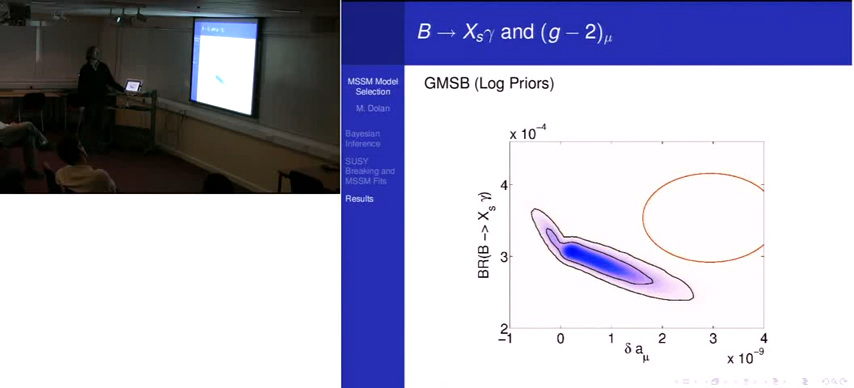 B → X_sγ and (g − 2)_μ
MSSM Model
Selection
M. Dolan
Bayesian
Inference
SUSY
Breaking and
MSSM Fits
Results
GMSB (Log Priors)
x 10⁻⁴
4
3
2
BR(B -> X_s γ)
−1 0 1 2 3 4
δ a_μ
x 10⁻⁹